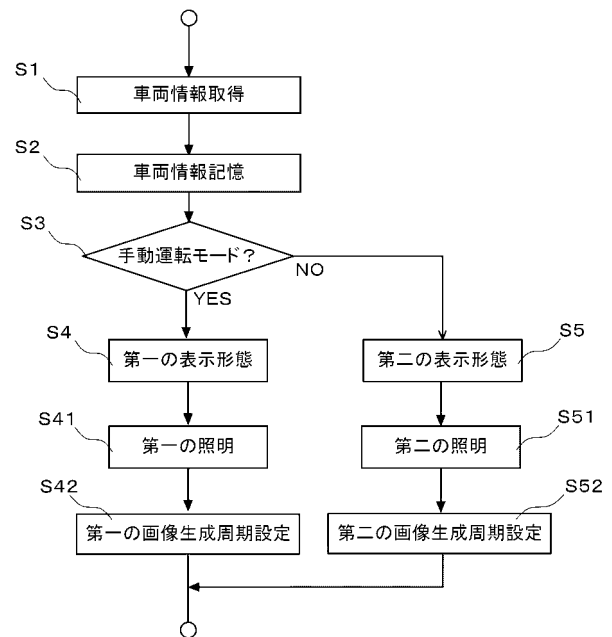 S1
車両情報取得
S2
車両情報記憶
S3
手動運転モード?
NO
YES
S4
第一の表示形態
S5
第二の表示形態
S41
第一の照明
S51
第二の照明
S42
第一の画像生成周期設定
S52
第二の画像生成周期設定